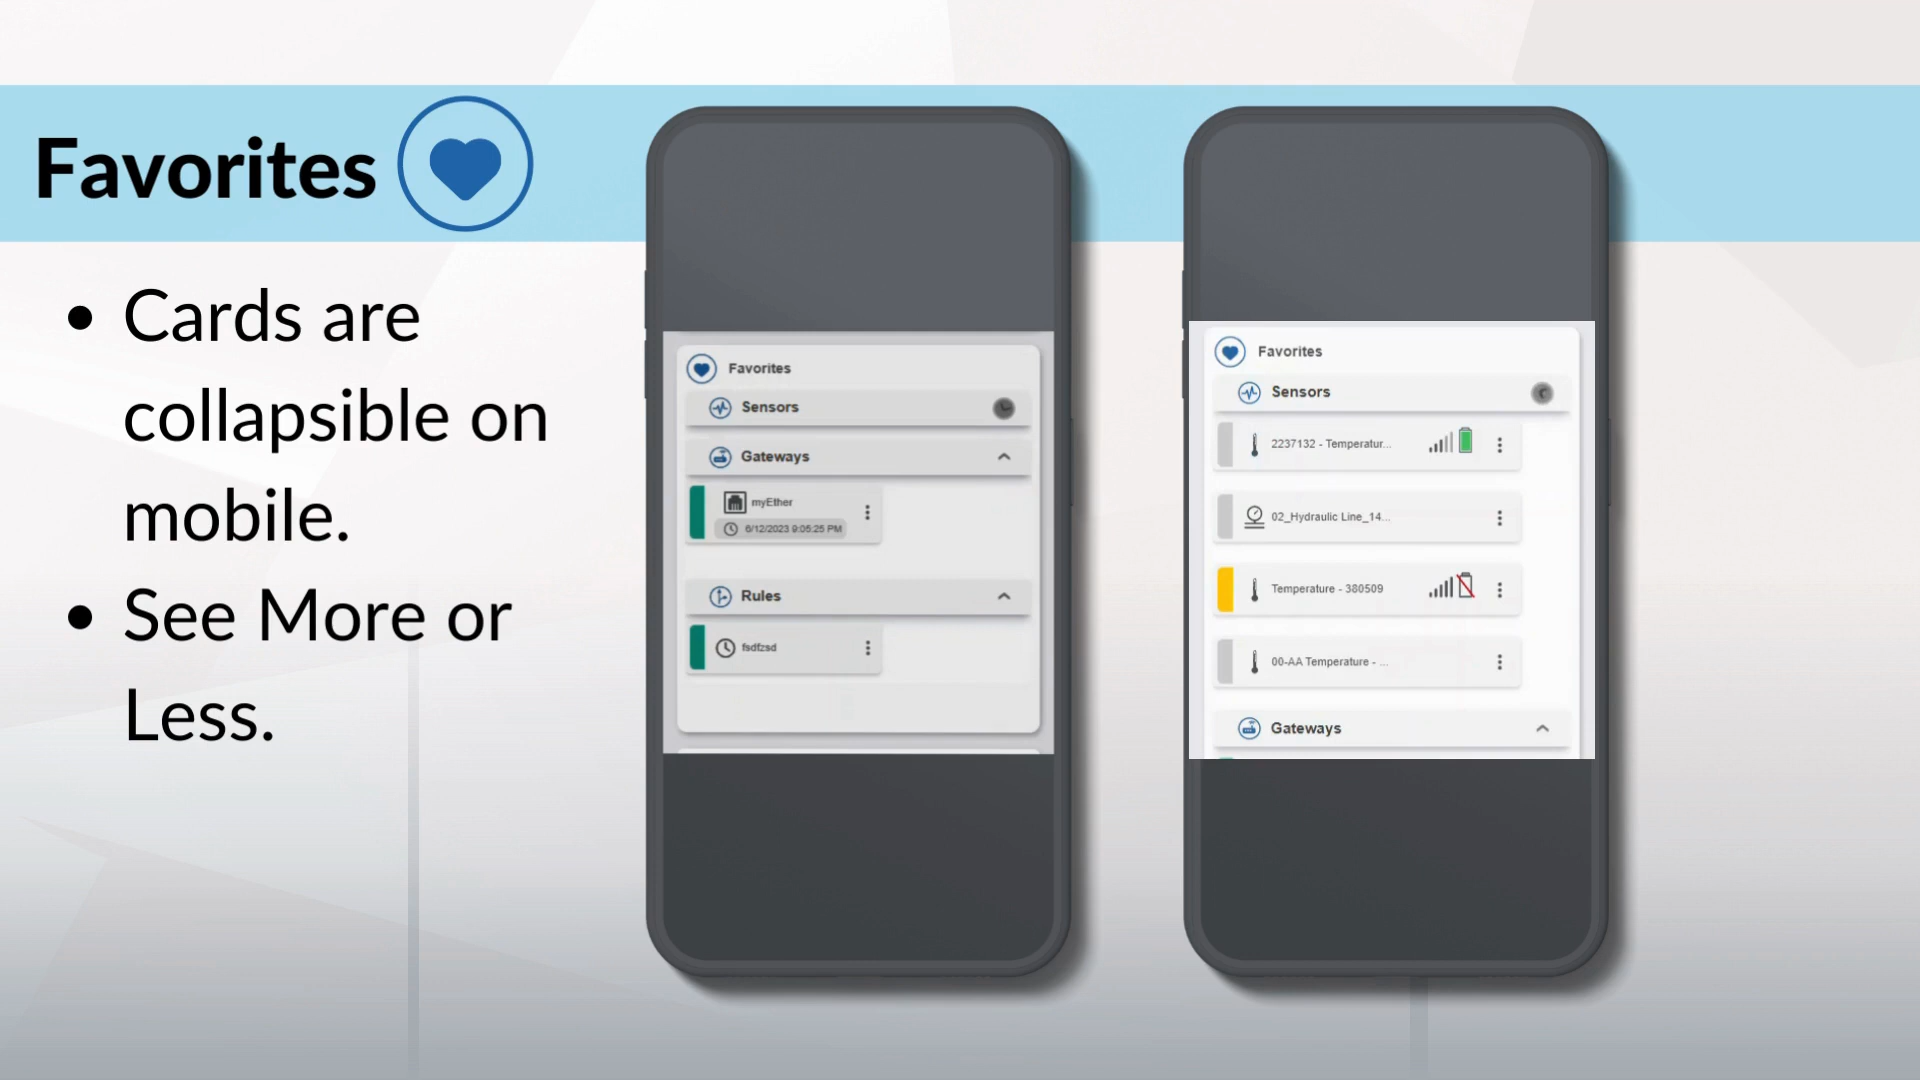 Favorites
Cards are
collapsible on
mobile.
See More or
Less.
Favorites
Sensors
Gateways
myEther
6/12/2023 9:05:25 PM
Rules
fsdfzsd
Favorites
Sensors
2237132 - Temperatur...
02_Hydraulic Line_14...
Temperature - 380509
00-AA Temperature - ...
Gateways